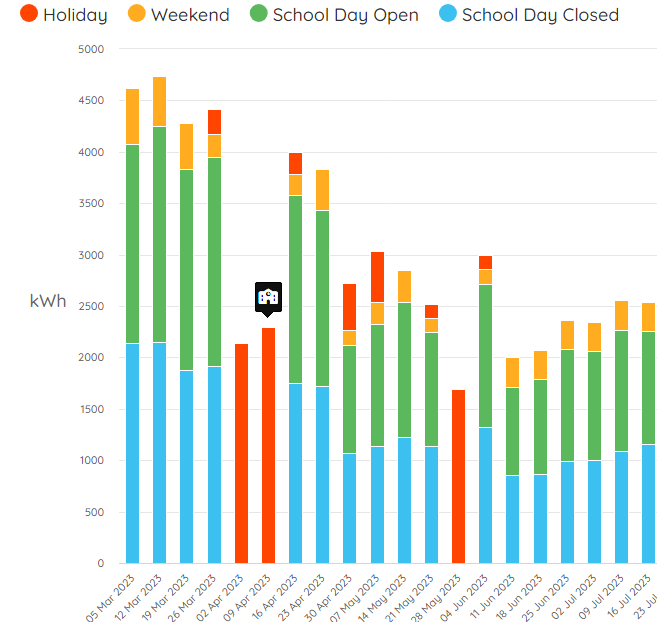 Holiday Weekend School Day Open School Day Closed
5000
4500
4000
3500
3000
kWh
2500
2000
1500
1000
500
0
05 Mar 2023
12 Mar 2023
19 Mar 2023
26 Mar 2023
02 Apr 2023
09 Apr 2023
16 Apr 2023
23 Apr 2023
30 Apr 2023
07 May 2023
14 May 2023
21 May 2023
28 May 2023
04 Jun 2023
11 Jun 2023
18 Jun 2023
25 Jun 2023
02 Jul 2023
09 Jul 2023
16 Jul 2023
23 Jul